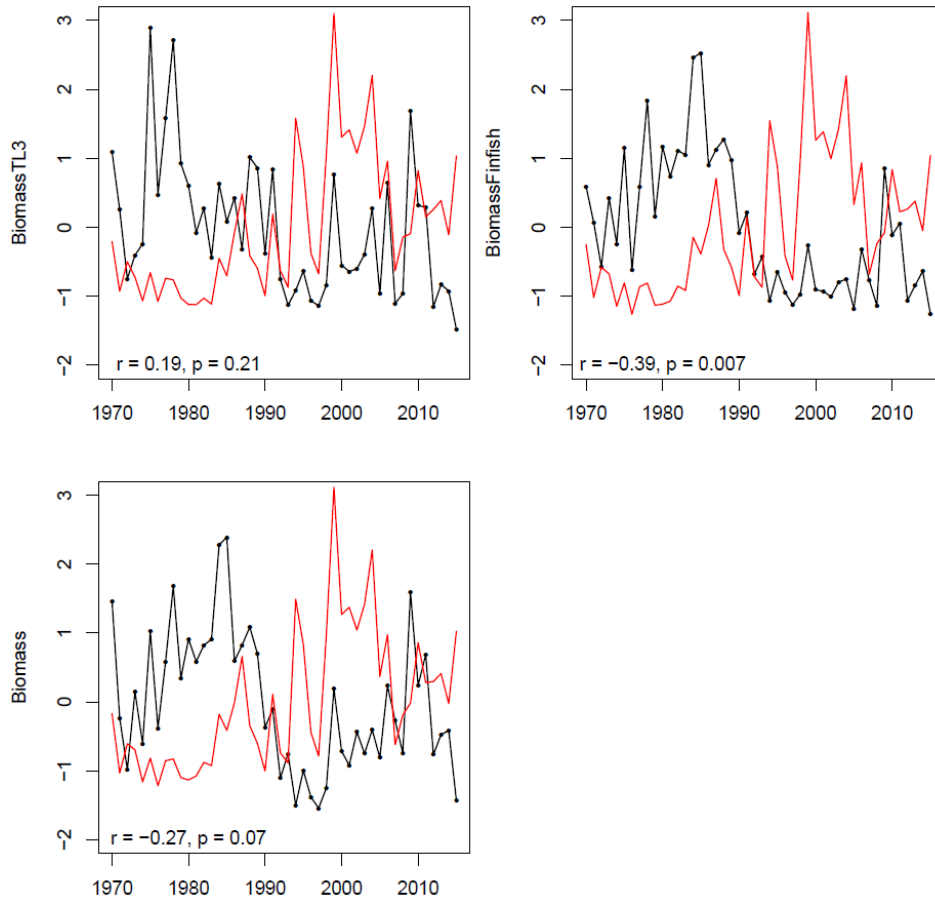 BiomassTL3
3
2
1
0
−1
−2
r = 0.19, p = 0.21
1970 1980 1990 2000 2010
BiomassFinfish
3
2
1
0
−1
−2
r = −0.39, p = 0.007
1970 1980 1990 2000 2010
Biomass
3
2
1
0
−1
−2
r = −0.27, p = 0.07
1970 1980 1990 2000 2010